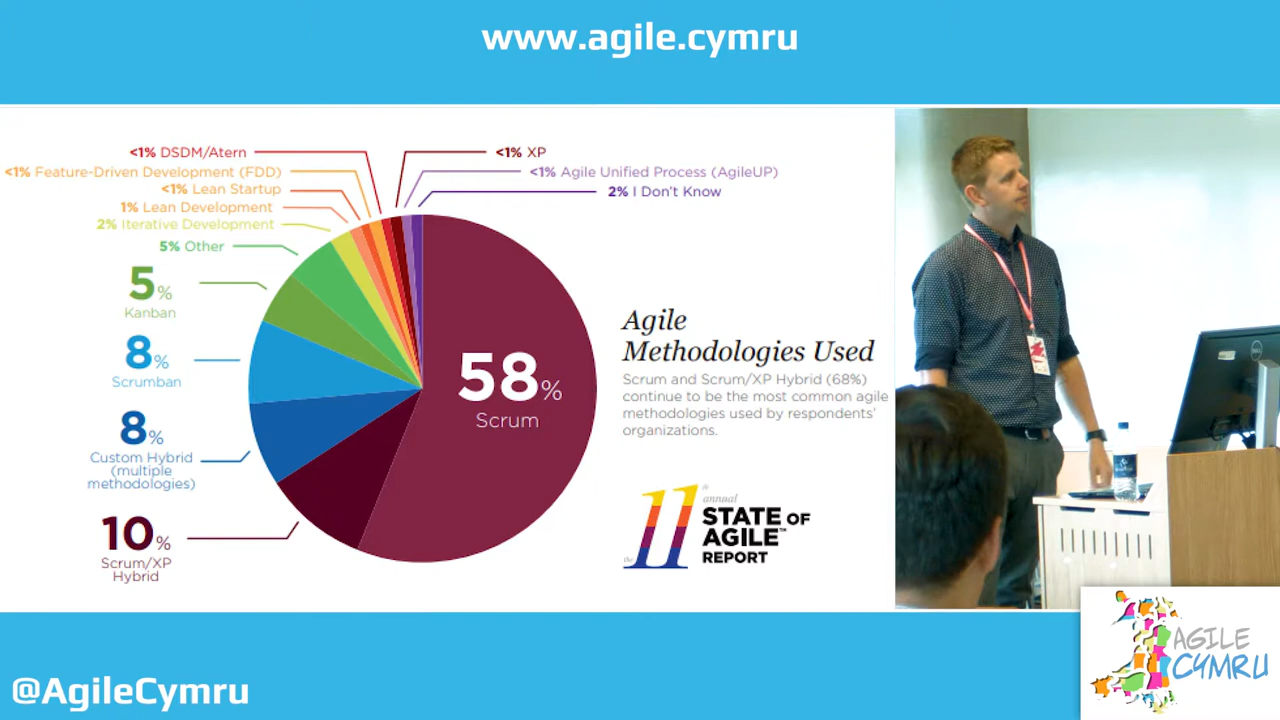 www.agile.cymru
<1% DSDM/Atern
<1% Feature-Driven Development (FDD)
<1% Lean Startup
1% Lean Development
2% Iterative Development
5% Other
5%
Kanban
8%
Scrumban
8%
Custom Hybrid
(multiple
methodologies)
10%
Scrum/XP
Hybrid
<1% XP
<1% Agile Unified Process (AgileUP)
2% I Don't Know
58%
Scrum
Agile
Methodologies Used
Scrum and Scrum/XP Hybrid (68%)
continue to be the most common agile
methodologies used by respondents'
organizations.
the 11th annual
STATE OF
AGILE™
REPORT
DELL
@AgileCymru
AGILE
CYMRU